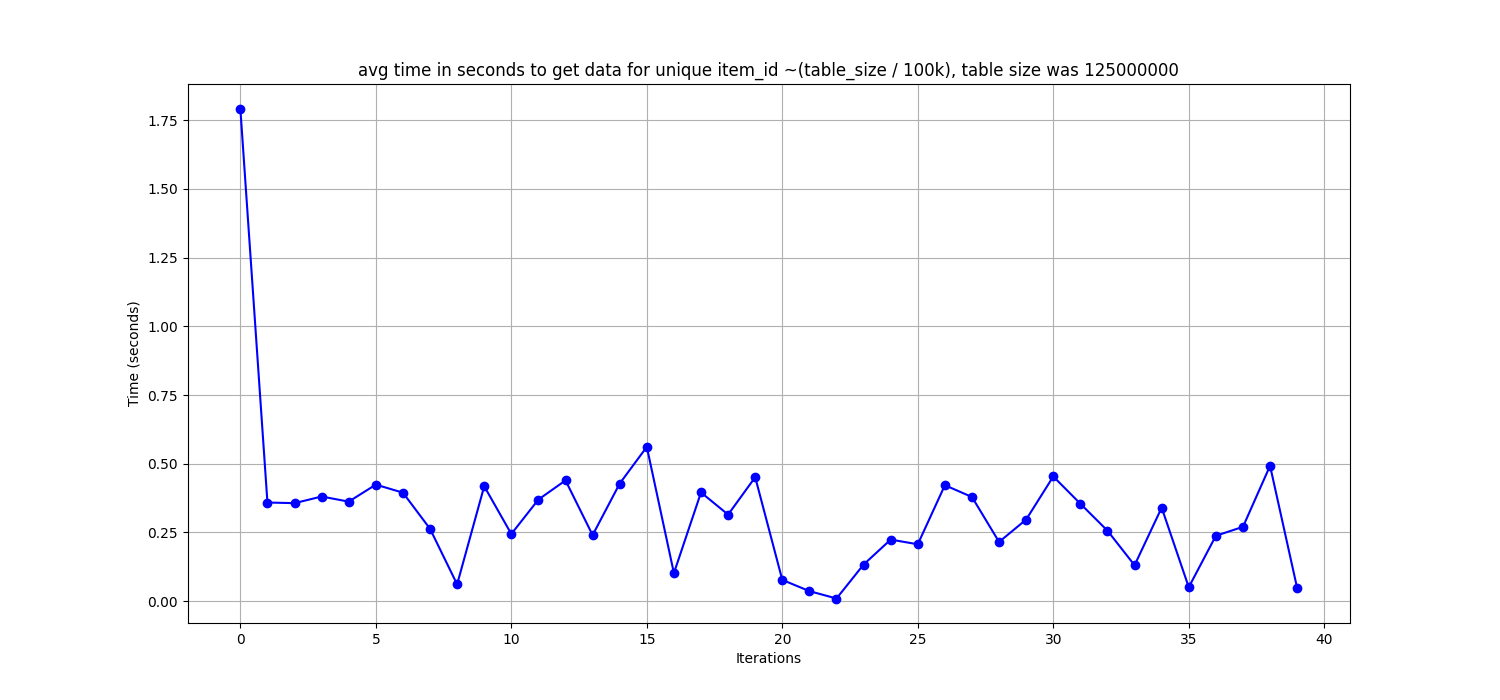 avg time in seconds to get data for unique item_id ~(table_size / 100k), table size was 125000000
1.75
1.50
1.25
1.00
0.75
0.50
0.25
0.00
Time (seconds)
0 5 10 15 20 25 30 35 40
Iterations